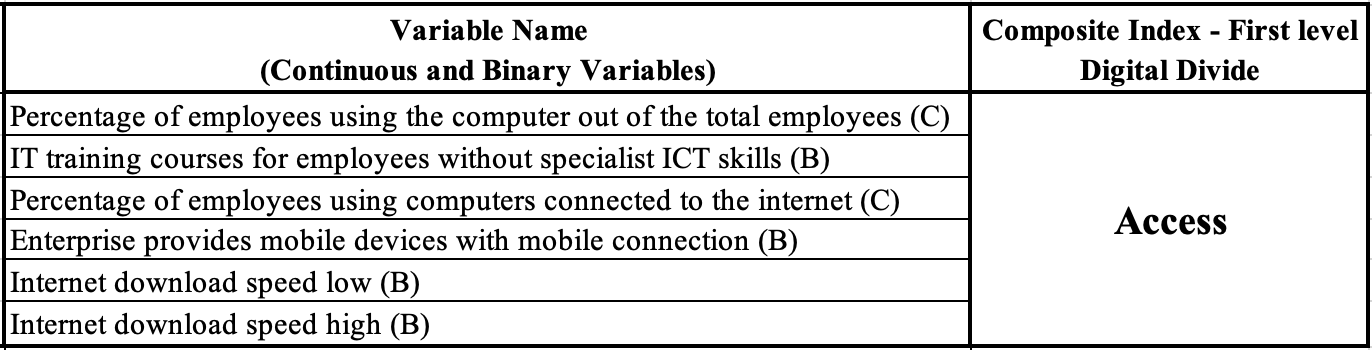 Variable Name
(Continuous and Binary Variables)
Composite Index - First level
Digital Divide
Percentage of employees using the computer out of the total employees (C)
IT training courses for employees without specialist ICT skills (B)
Percentage of employees using computers connected to the internet (C)
Enterprise provides mobile devices with mobile connection (B)
Internet download speed low (B)
Internet download speed high (B)
Access